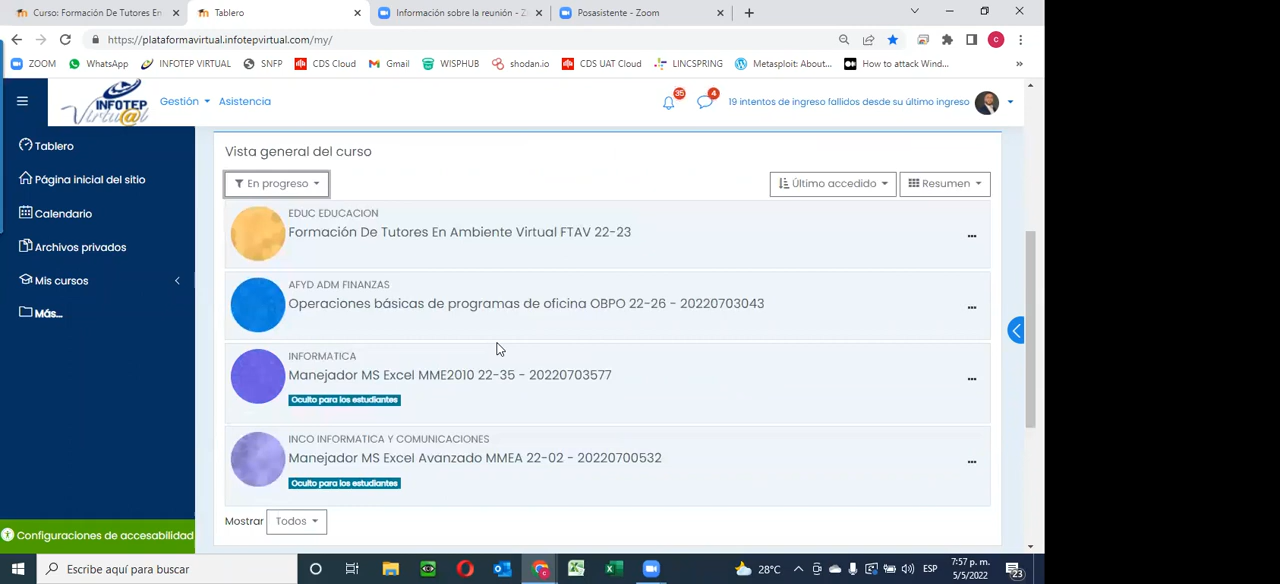 Curso: Formación De Tutores En
Tablero
Información sobre la reunión - Z
Posasistente - Zoom
https://plataformavirtual.infotepvirtual.com/my/
C
ZOOM
WhatsApp
INFOTEP VIRTUAL
SNFP
CDS Cloud
Gmail
WISPHUB
shodan.io
CDS UAT Cloud
LINCSPRING
Metasploit: About...
How to attack Wind...
»
INFOTEP
Virtu@l
Gestión
Asistencia
35
4
19 intentos de ingreso fallidos desde su último ingreso
Tablero
Página inicial del sitio
Calendario
Archivos privados
Mis cursos
Más...
Vista general del curso
En progreso
Último accedido
Resumen
EDUC EDUCACION
Formación De Tutores En Ambiente Virtual FTAV 22-23
...
AFYD ADM FINANZAS
Operaciones básicas de programas de oficina OBPO 22-26 - 20220703043
...
INFORMATICA
Manejador MS Excel MME2010 22-35 - 20220703577
...
Oculto para los estudiantes
INCO INFORMATICA Y COMUNICACIONES
Manejador MS Excel Avanzado MMEA 22-02 - 20220700532
...
Oculto para los estudiantes
Mostrar
Todos
Configuraciones de accesabilidad
Escribe aquí para buscar
28°C
ESP
7:57 p. m.
5/5/2022
23